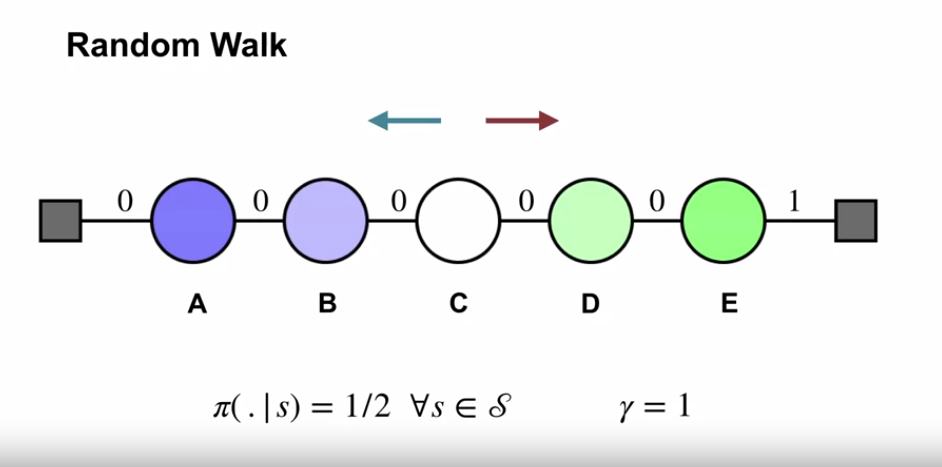 Random Walk
0 0 0 0 0 1
A B C D E
π( . | s) = 1/2 ∀s ∈ 𝒮 γ = 1